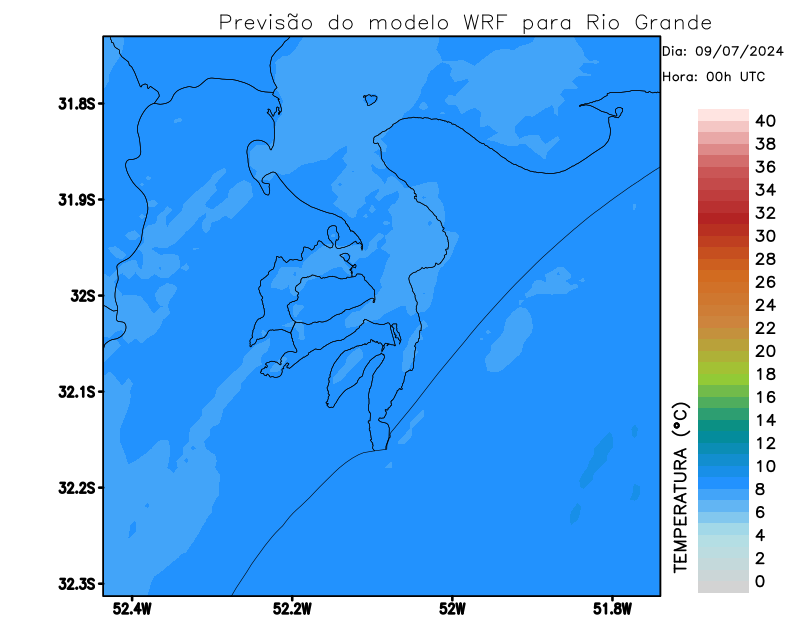 Previsão do modelo WRF para Rio Grande
Dia: 09/07/2024
Hora: 00h UTC
31.8S
31.9S
32S
32.1S
32.2S
32.3S
52.4W
52.2W
52W
51.8W
TEMPERATURA (ºC)
40
38
36
34
32
30
28
26
24
22
20
18
16
14
12
10
8
6
4
2
0